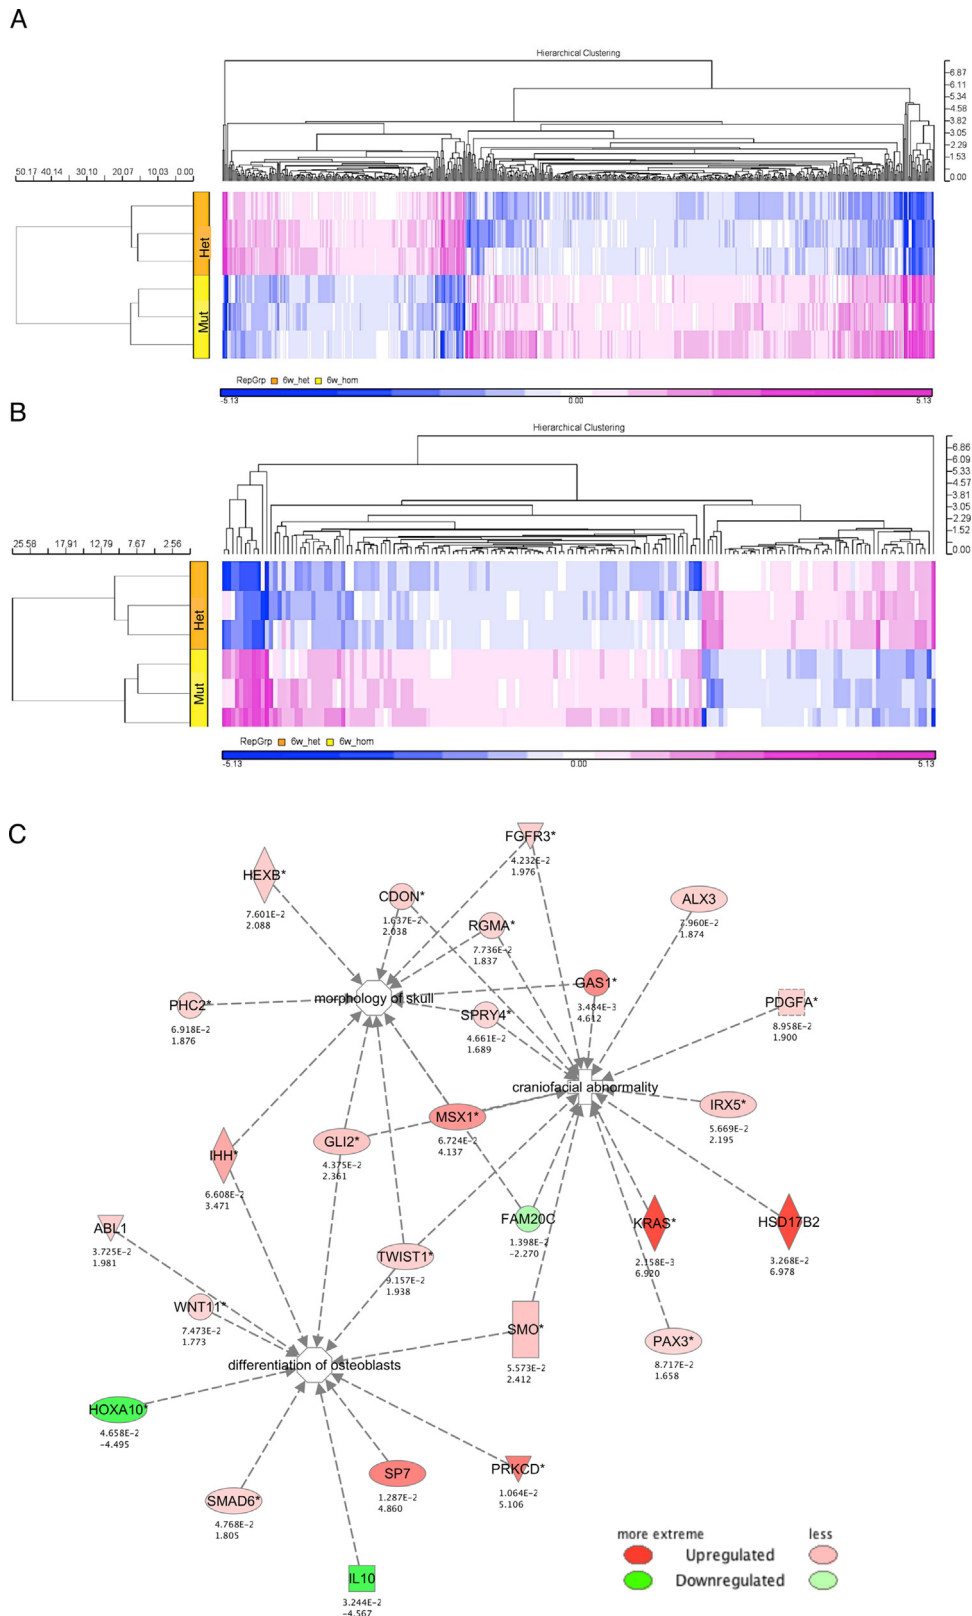 A
Hierarchical Clustering
6.87
6.11
5.34
4.58
3.82
3.05
2.29
1.53
0.00
50.17 40.14 30.10 20.07 10.03 0.00
Het
Mut
RepGrp 6w_het 6w_hom
-5.13 0.00 5.13
B
Hierarchical Clustering
6.86
6.09
5.33
4.57
3.81
3.05
2.29
1.52
0.00
25.58 17.91 12.79 7.67 2.56
Het
Mut
RepGrp 6w_het 6w_hom
-5.13 0.00 5.13
C
FGFR3*
4.232E-2
1.976
HEXB*
7.601E-2
2.088
CDON*
1.637E-2
2.038
ALX3
7.960E-2
1.874
RGMA*
7.736E-2
1.837
GAS1*
3.484E-3
4.612
PHC2*
6.918E-2
1.876
morphology of skull
SPRY4*
4.661E-2
1.689
PDGFA*
8.958E-2
1.900
craniofacial abnormality
MSX1*
6.724E-2
4.137
IRX5*
5.669E-2
2.195
GLI2*
4.375E-2
2.361
IHH*
6.608E-2
3.471
ABL1
3.725E-2
1.981
FAM20C
1.398E-2
-2.270
KRAS*
2.158E-3
6.920
HSD17B2
3.268E-2
6.978
TWIST1*
9.157E-2
1.938
WNT11*
7.473E-2
1.773
SMO*
5.573E-2
2.412
PAX3*
8.717E-2
1.658
differentiation of osteoblasts
HOXA10*
4.658E-2
-4.495
SP7
1.287E-2
4.860
PRKCD*
1.064E-2
5.106
SMAD6*
4.768E-2
1.805
IL10
3.244E-2
-4.567
more extreme less
Upregulated
Downregulated